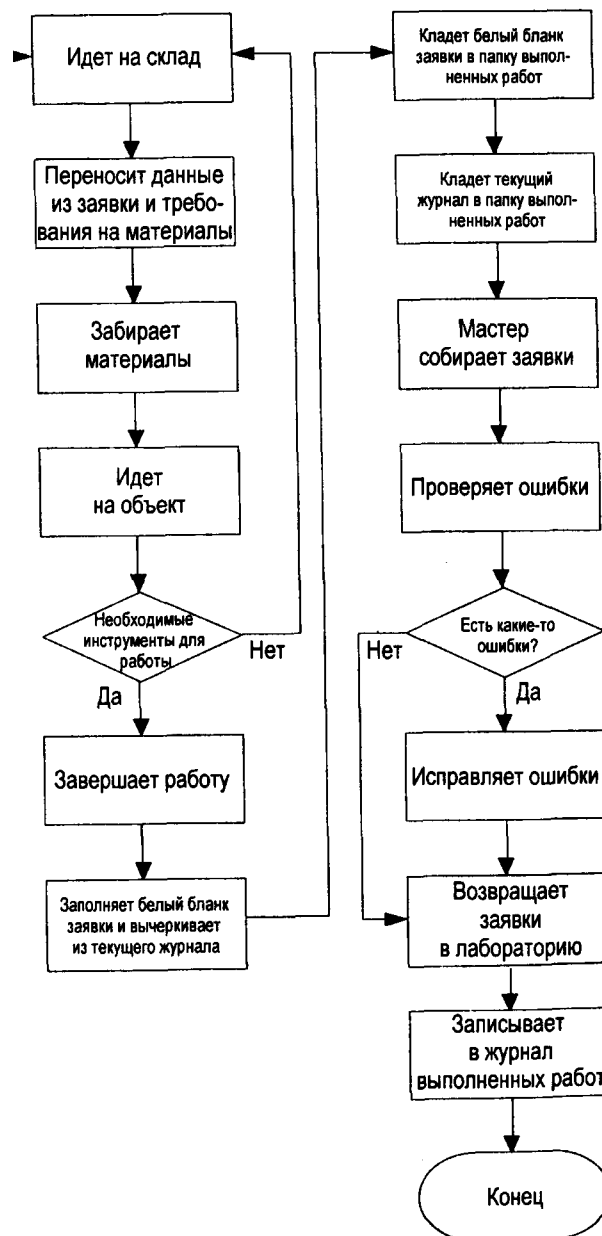 Идет на склад
Переносит данные
из заявки и требо-
вания на материалы
Забирает
материалы
Идет
на объект
Необходимые
инструменты для
работы
Нет
Да
Завершает работу
Заполняет белый бланк
заявки и вычеркивает
из текущего журнала
Кладет белый бланк
заявки в папку выпол-
ненных работ
Кладет текущий
журнал в папку выпол-
ненных работ
Мастер
собирает заявки
Проверяет ошибки
Есть какие-то
ошибки?
Нет
Да
Исправляет ошибки
Возвращает
заявки
в лабораторию
Записывает
в журнал
выполненных работ
Конец